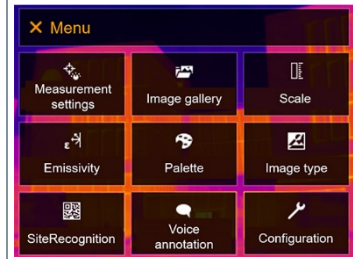 Menu
Measurement
settings
Image gallery
Scale
Emissivity
Palette
Image type
SiteRecognition
Voice
annotation
Configuration